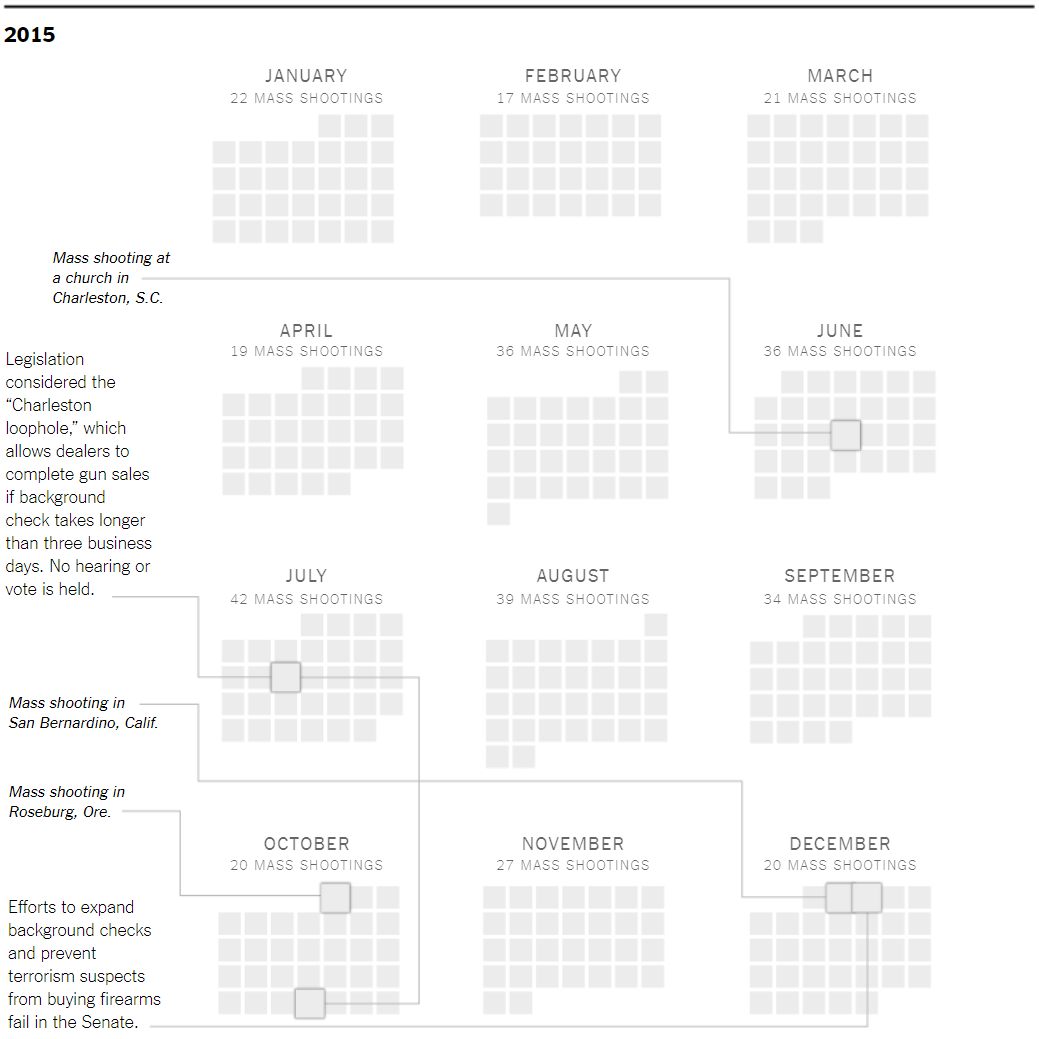 2015
JANUARY
22 MASS SHOOTINGS
FEBRUARY
17 MASS SHOOTINGS
MARCH
21 MASS SHOOTINGS
Mass shooting at
a church in
Charleston, S.C.
APRIL
19 MASS SHOOTINGS
MAY
36 MASS SHOOTINGS
JUNE
36 MASS SHOOTINGS
Legislation
considered the
“Charleston
loophole,” which
allows dealers to
complete gun sales
if background
check takes longer
than three business
days. No hearing or
vote is held.
JULY
42 MASS SHOOTINGS
AUGUST
39 MASS SHOOTINGS
SEPTEMBER
34 MASS SHOOTINGS
Mass shooting in
San Bernardino, Calif.
Mass shooting in
Roseburg, Ore.
OCTOBER
20 MASS SHOOTINGS
NOVEMBER
27 MASS SHOOTINGS
DECEMBER
20 MASS SHOOTINGS
Efforts to expand
background checks
and prevent
terrorism suspects
from buying firearms
fail in the Senate.